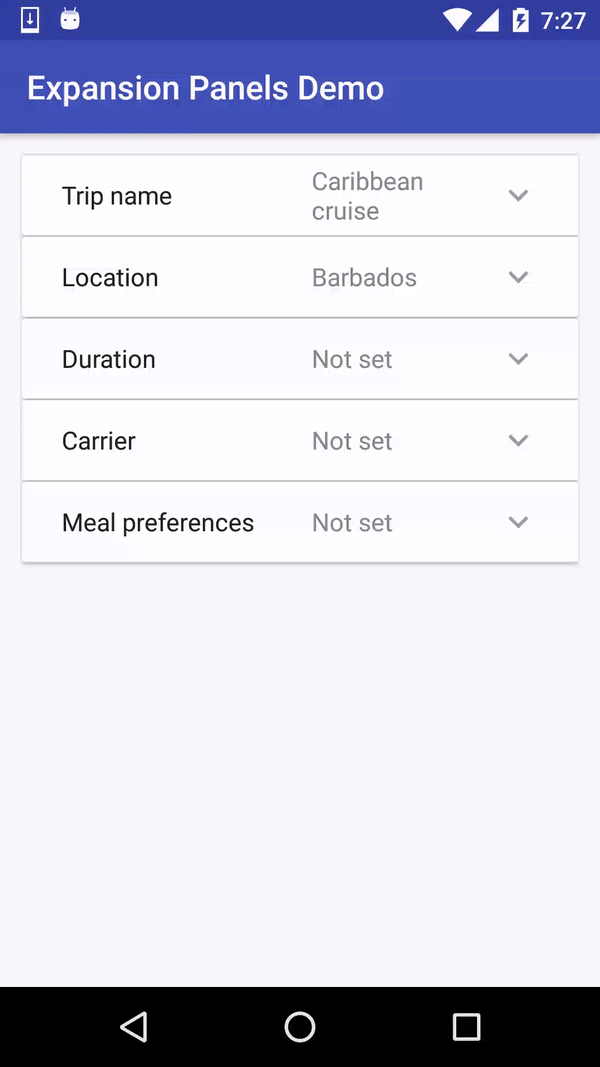 7:27
Expansion Panels Demo
Trip name
Caribbean
cruise
Location
Barbados
Duration
Not set
Carrier
Not set
Meal preferences
Not set